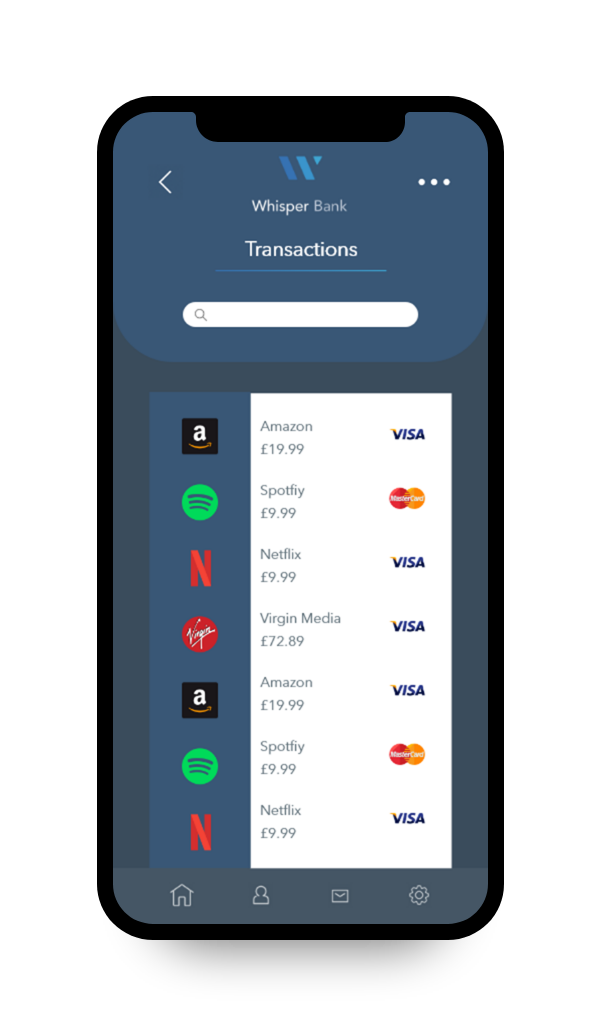 Whisper Bank
Transactions
a
Amazon
£19.99
VISA
Spotfiy
£9.99
MasterCard
N
Netflix
£9.99
VISA
Virgin
Virgin Media
£72.89
VISA
a
Amazon
£19.99
VISA
Spotfiy
£9.99
MasterCard
N
Netflix
£9.99
VISA